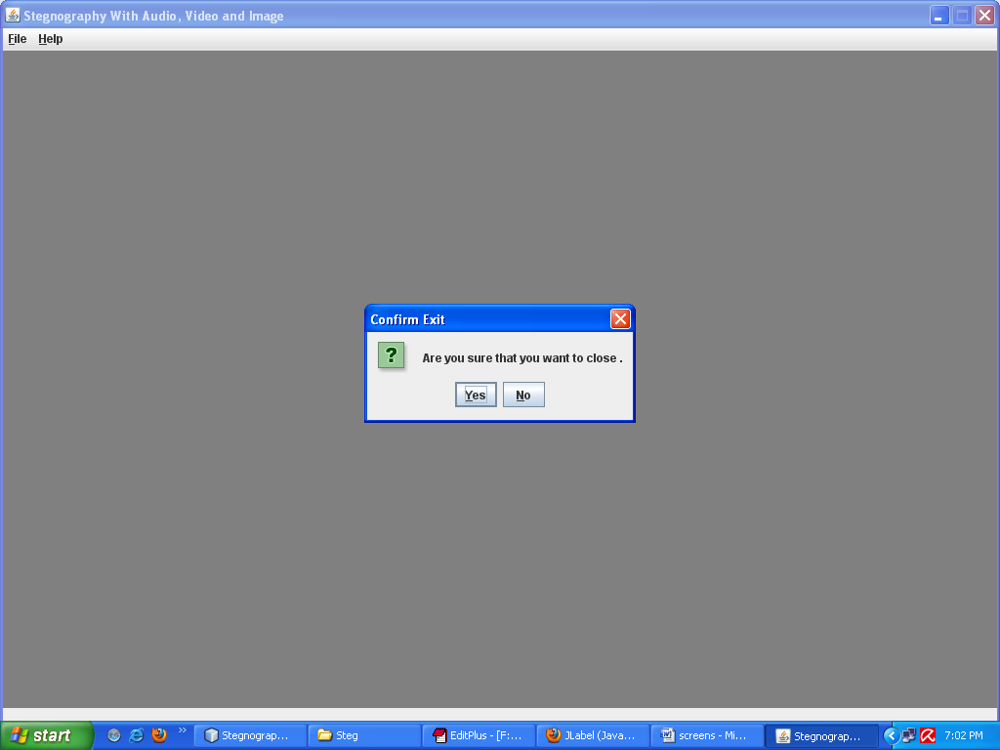 Stegnography With Audio, Video and Image
File Help
Confirm Exit
?
Are you sure that you want to close .
Yes No
start Stegnograp... Steg EditPlus - [F:... JLabel (Java... screens - Mi... Stegnograp... 7:02 PM